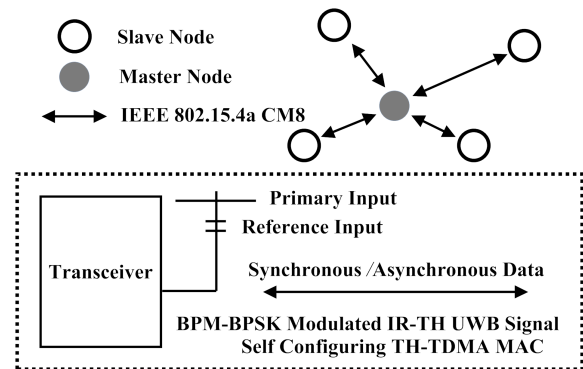 Slave Node
Master Node
IEEE 802.15.4a CM8
Primary Input
Reference Input
Transceiver
Synchronous /Asynchronous Data
BPM-BPSK Modulated IR-TH UWB Signal
Self Configuring TH-TDMA MAC